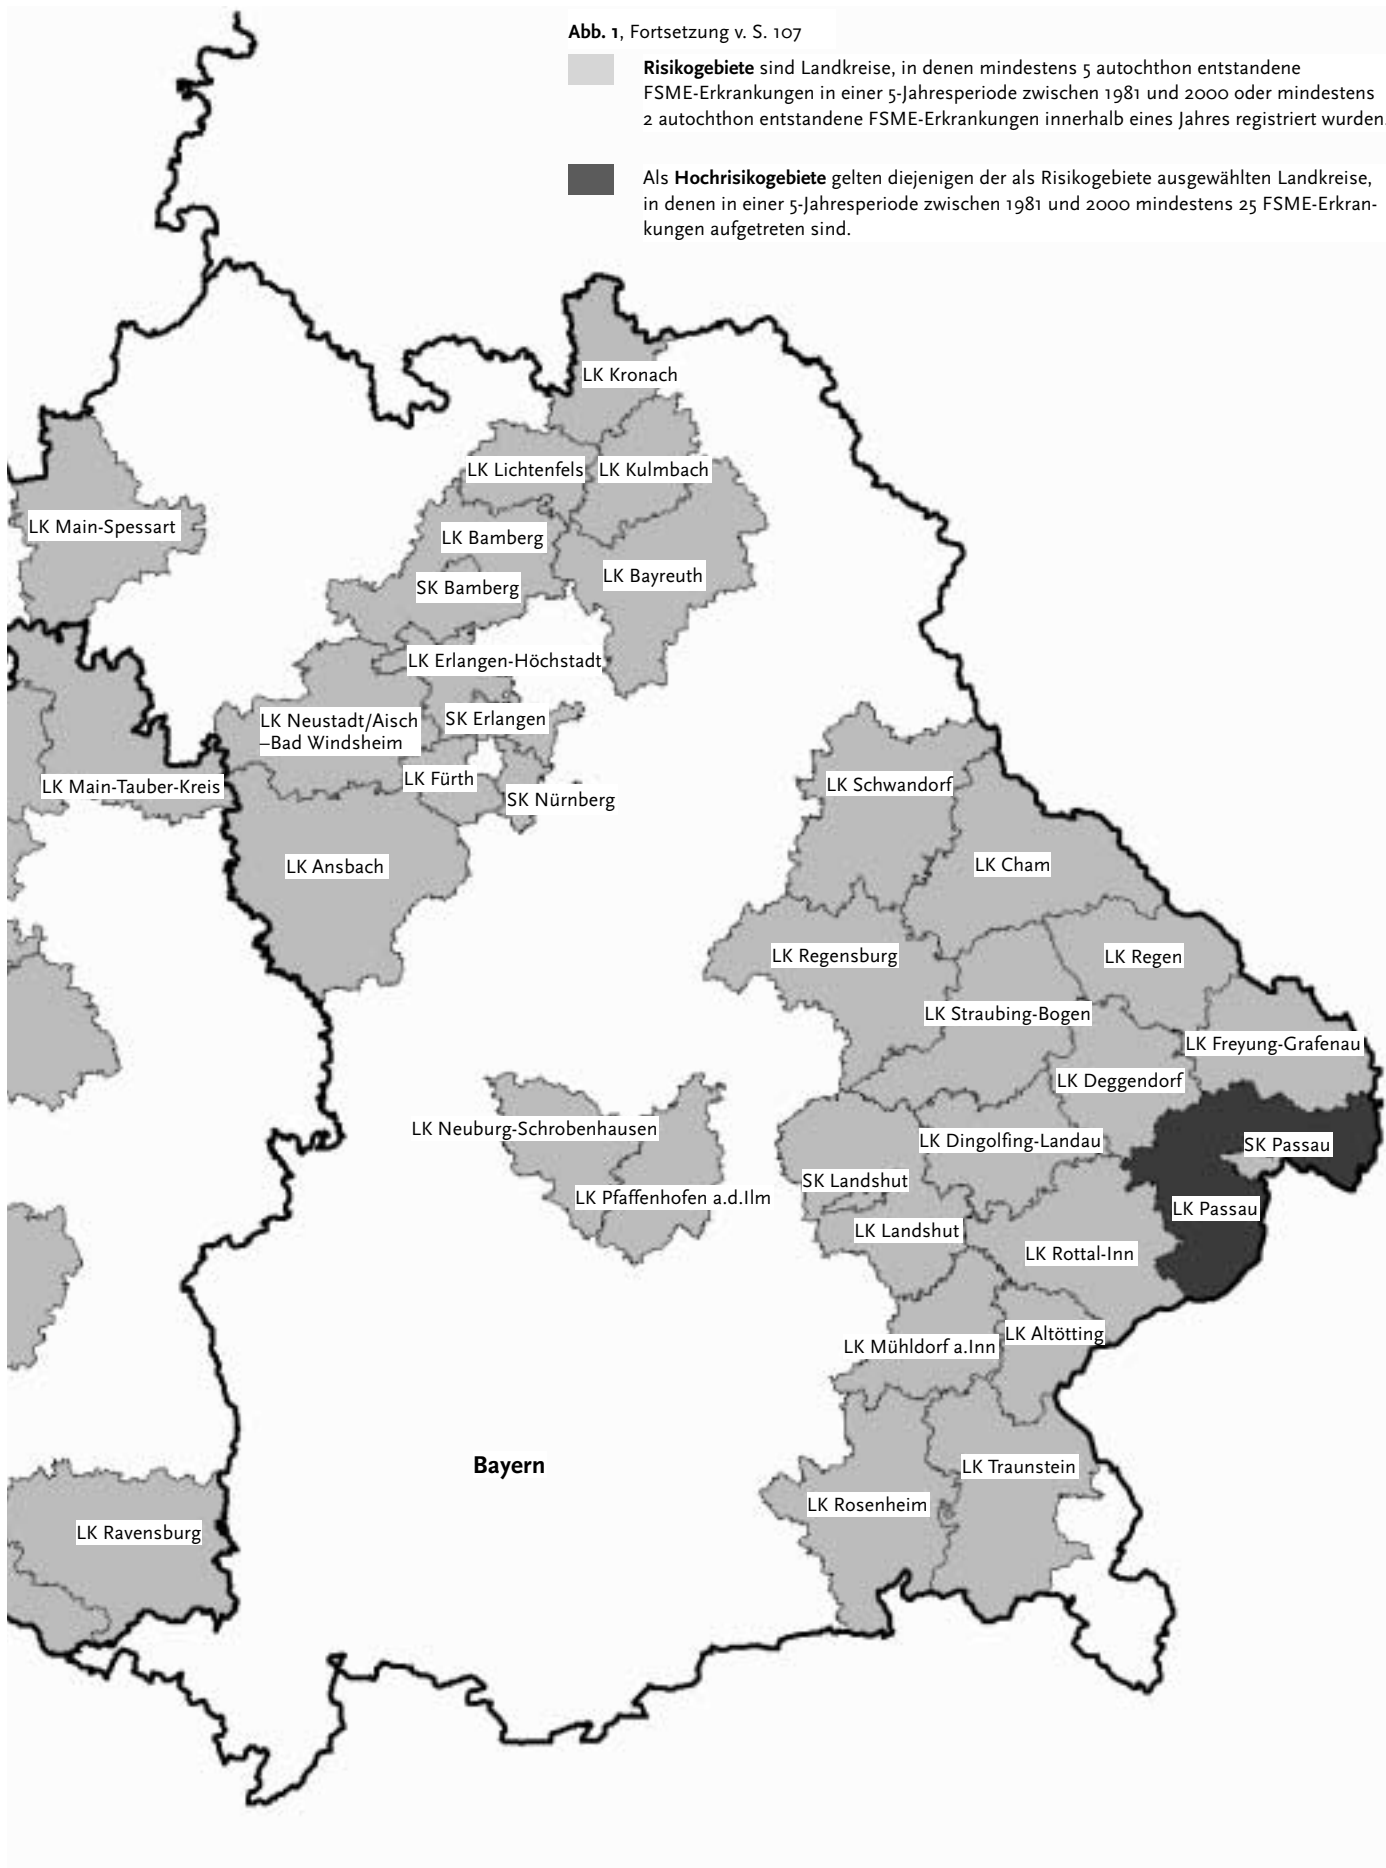 Abb. 1, Fortsetzung v. S. 107
Risikogebiete sind Landkreise, in denen mindestens 5 autochthon entstandene
FSME-Erkrankungen in einer 5-Jahresperiode zwischen 1981 und 2000 oder mindestens
2 autochthon entstandene FSME-Erkrankungen innerhalb eines Jahres registriert wurden.
Als Hochrisikogebiete gelten diejenigen der als Risikogebiete ausgewählten Landkreise,
in denen in einer 5-Jahresperiode zwischen 1981 und 2000 mindestens 25 FSME-Erkran-
kungen aufgetreten sind.
LK Kronach
LK Lichtenfels
LK Kulmbach
LK Main-Spessart
LK Bamberg
LK Bayreuth
SK Bamberg
LK Erlangen-Höchstadt
LK Neustadt/Aisch
–Bad Windsheim
SK Erlangen
LK Fürth
LK Main-Tauber-Kreis
SK Nürnberg
LK Schwandorf
LK Ansbach
LK Cham
LK Regensburg
LK Regen
LK Straubing-Bogen
LK Freyung-Grafenau
LK Deggendorf
LK Neuburg-Schrobenhausen
LK Dingolfing-Landau
SK Passau
SK Landshut
LK Pfaffenhofen a.d.Ilm
LK Passau
LK Landshut
LK Rottal-Inn
LK Altötting
LK Mühldorf a.Inn
Bayern
LK Traunstein
LK Rosenheim
LK Ravensburg